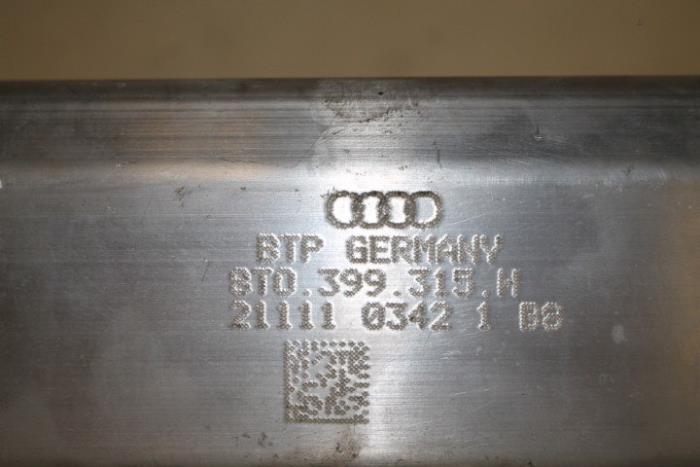 BTP GERMANY
8T0.399.315.H
21111 0342 1 B8